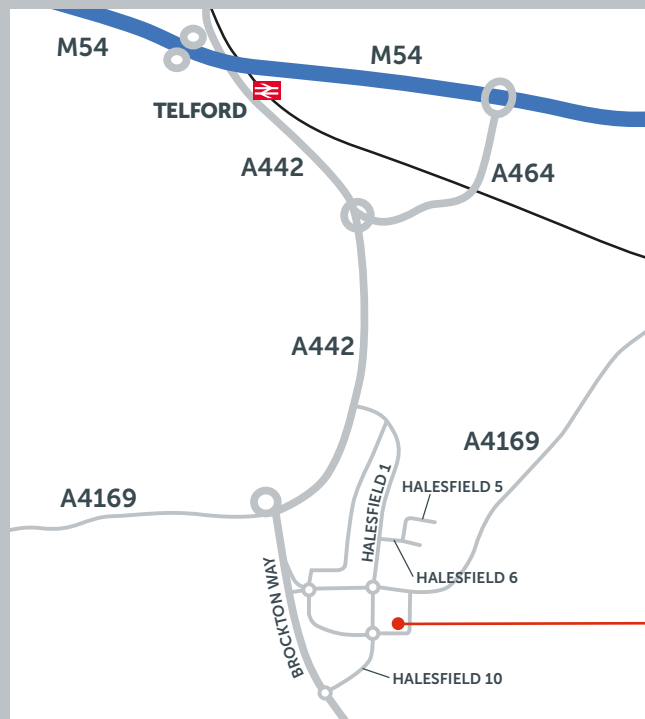 M54
M54
TELFORD
A442
A464
A442
A4169
A4169
HALESFIELD 1
HALESFIELD 5
HALESFIELD 6
BROCKTON WAY
HALESFIELD 10